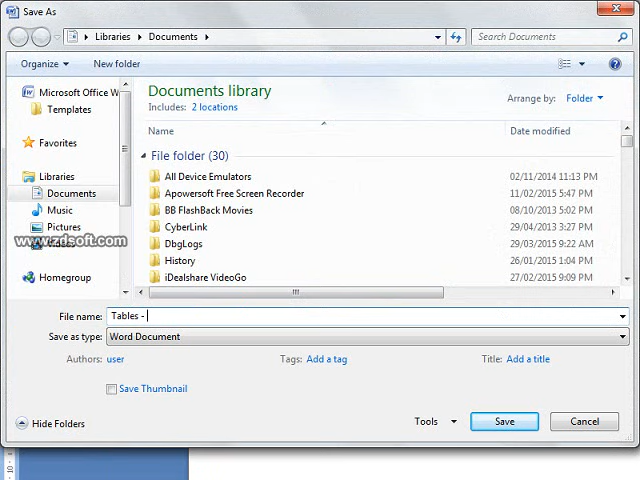 Save As
Libraries Documents
Search Documents
Organize New folder
Documents library
Includes: 2 locations
Arrange by: Folder
Name Date modified
Microsoft Office W
Templates
Favorites
Libraries
Documents
Music
Pictures
www.zdsoft.com
Homegroup
File folder (30)
All Device Emulators 02/11/2014 11:13 PM
Apowersoft Free Screen Recorder 11/02/2015 5:47 PM
BB FlashBack Movies 08/10/2013 5:02 PM
CyberLink 29/04/2013 3:27 PM
DbgLogs 29/03/2015 9:22 AM
History 26/01/2015 1:04 PM
iDealshare VideoGo 27/02/2015 9:09 PM
File name: Tables -
Save as type: Word Document
Authors: user Tags: Add a tag Title: Add a title
Save Thumbnail
Hide Folders Tools Save Cancel
10